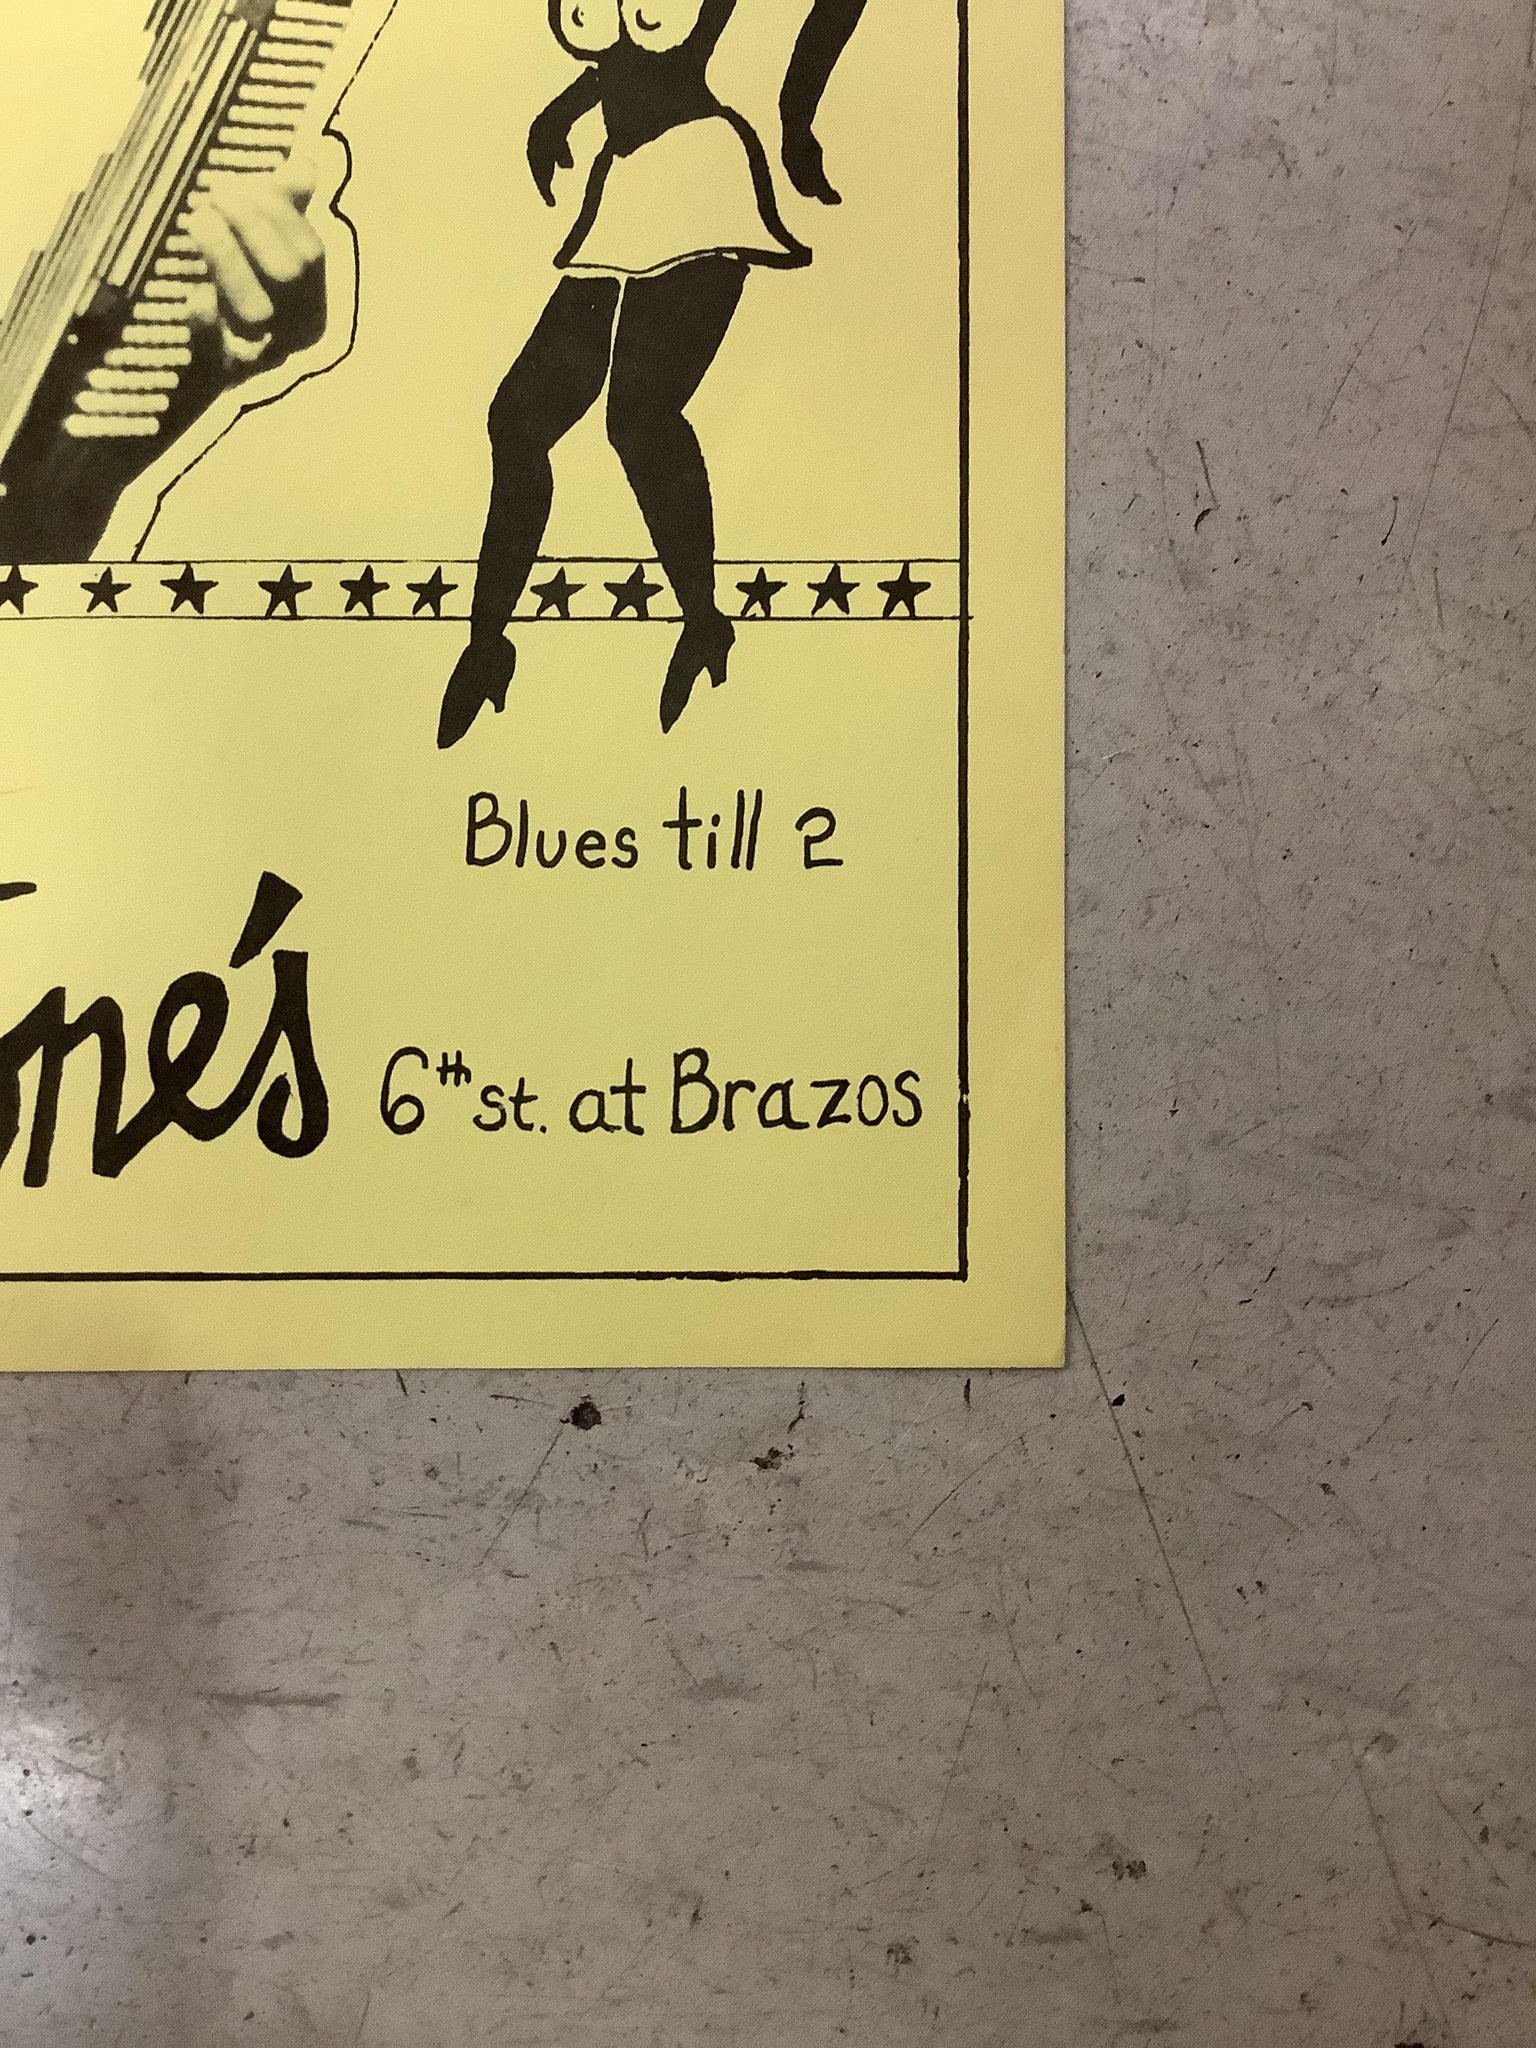 Blues till 2
6th st. at Brazos